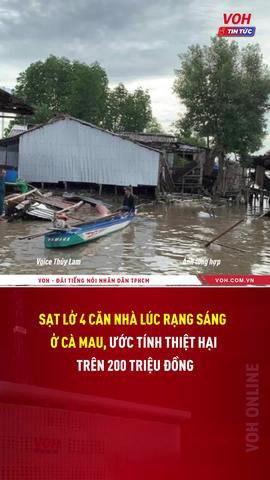 VOH
TIN TỨC
Voice Thùy Lam
Ảnh tổng hợp
VOH - ĐÀI TIẾNG NÓI NHÂN DÂN TPHCM
VOH.COM.VN
SẠT LỞ 4 CĂN NHÀ LÚC RẠNG SÁNG
Ở CÀ MAU, ƯỚC TÍNH THIỆT HẠI
TRÊN 200 TRIỆU ĐỒNG
VOH ONLINE